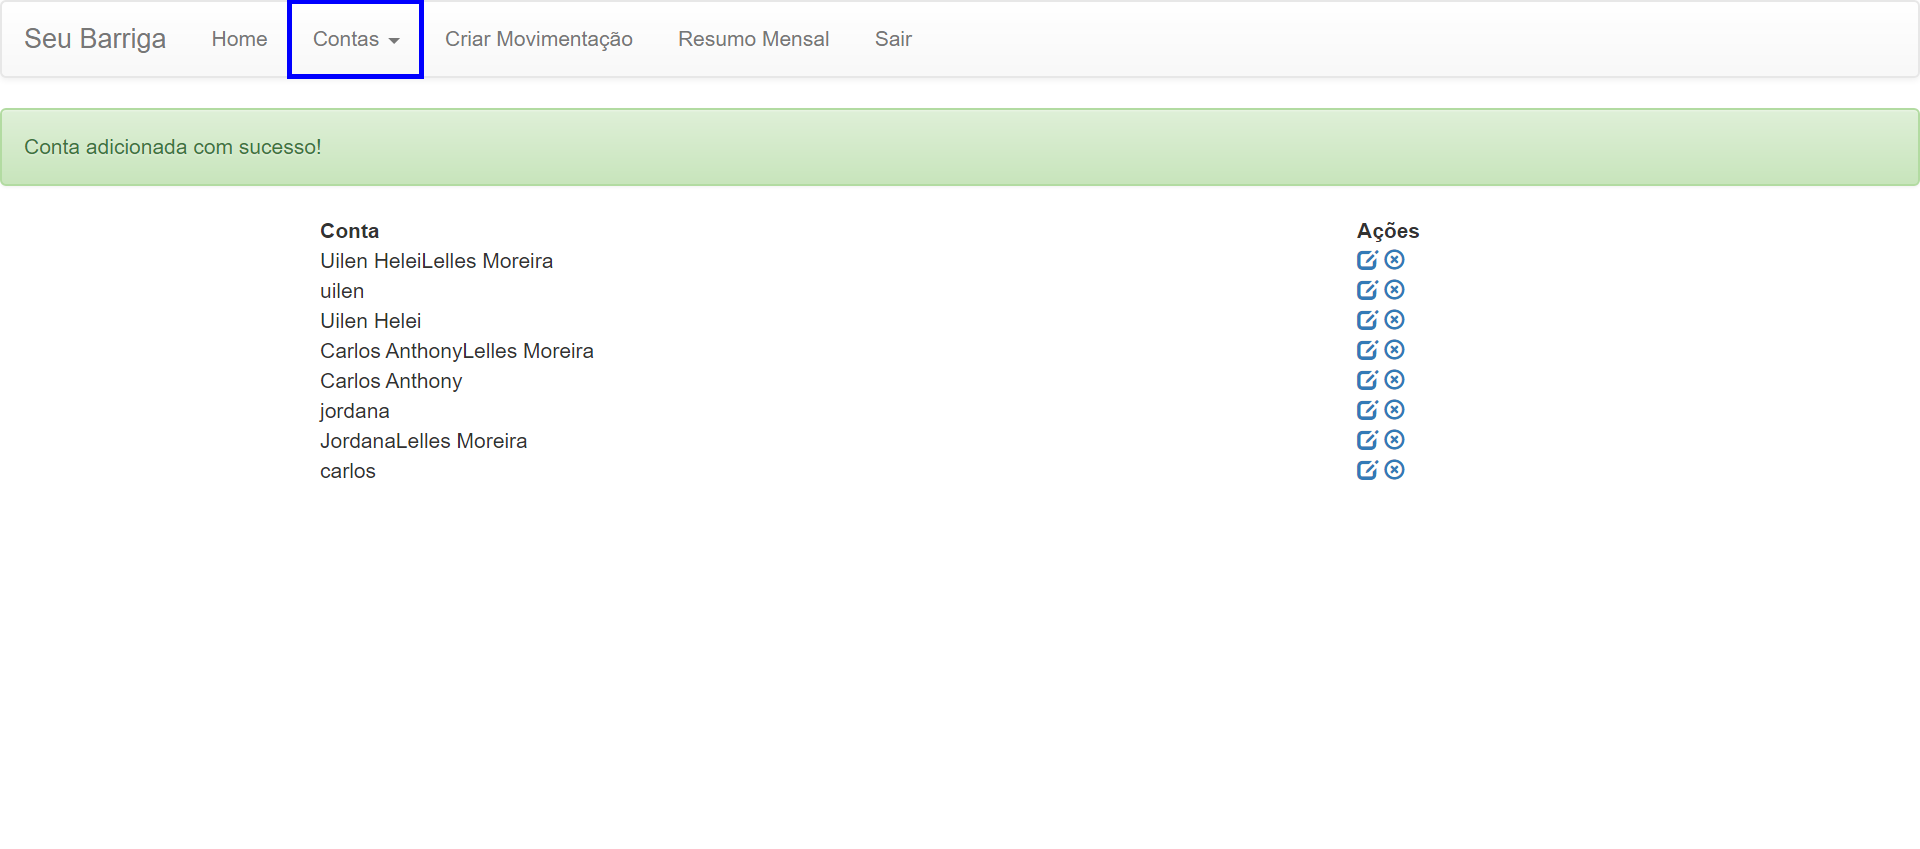 Seu Barriga Home Contas Criar Movimentação Resumo Mensal Sair
Conta adicionada com sucesso!
Conta Ações
Uilen HeleiLelles Moreira
uilen
Uilen Helei
Carlos AnthonyLelles Moreira
Carlos Anthony
jordana
JordanaLelles Moreira
carlos